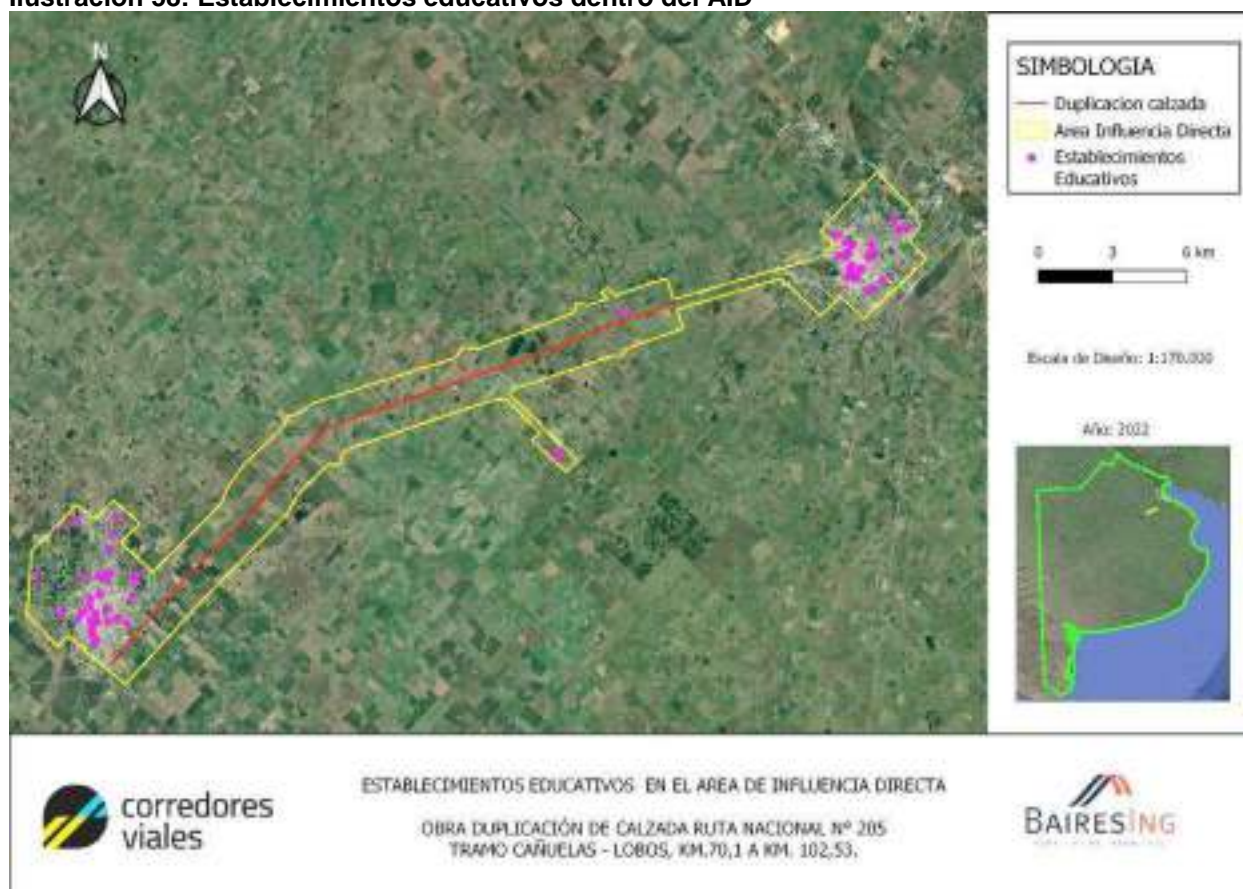 Ilustración 58: Establecimientos educativos dentro del AID
N
SIMBOLOGIA
Duplicacion calzada
Area Influencia Directa
Establecimientos
Educativos
0 3 6 km
Escala de Diseño: 1:170.000
Año: 2022
corredores
viales
ESTABLECIMIENTOS EDUCATIVOS EN EL AREA DE INFLUENCIA DIRECTA
OBRA DUPLICACIÓN DE CALZADA RUTA NACIONAL Nº 205
TRAMO CAÑUELAS - LOBOS, KM.70,1 A KM. 102,53.
BAIRESING